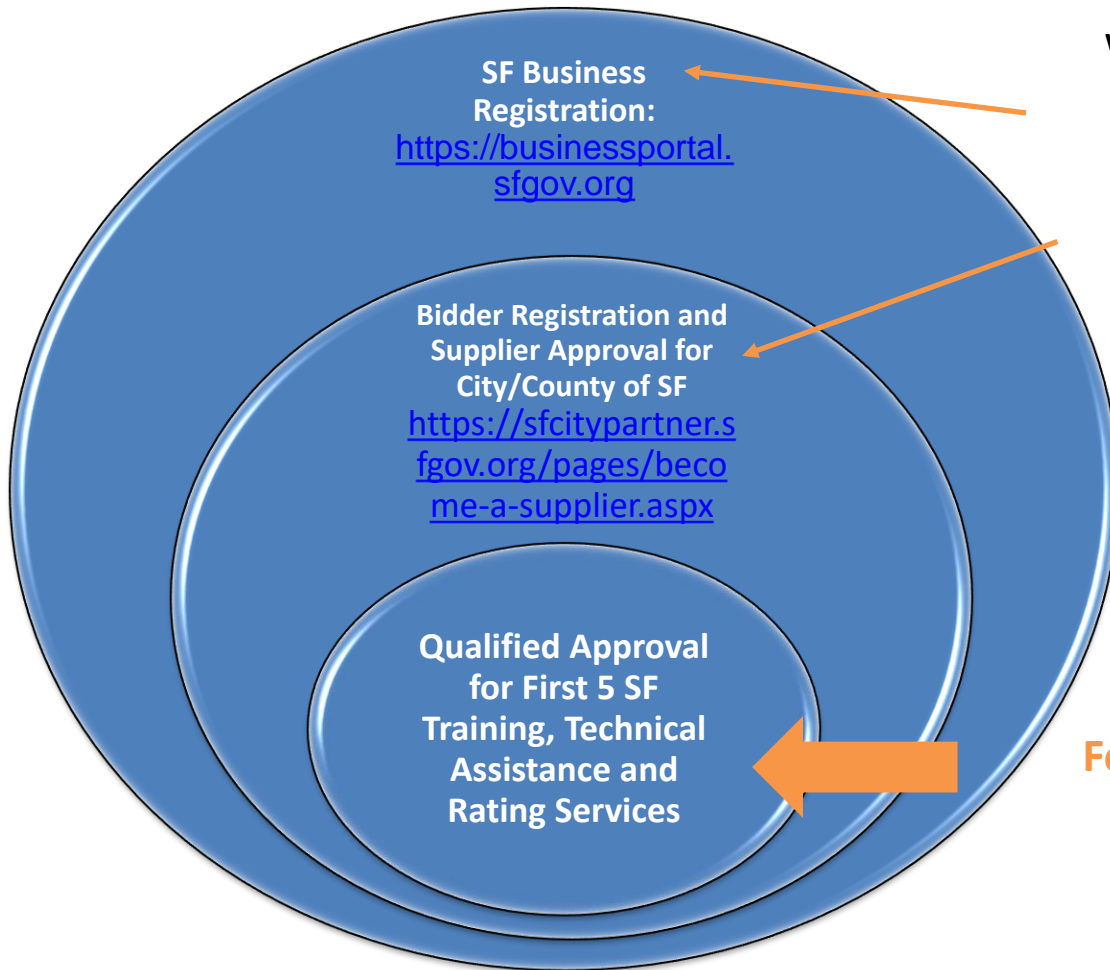 SF Business
Registration:
https://businessportal.
sfgov.org
Bidder Registration and
Supplier Approval for
City/County of SF
https://sfcitypartner.s
fgov.org/pages/beco
me-a-supplier.aspx
Qualified Approval
for First 5 SF
Training, Technical
Assistance and
Rating Services